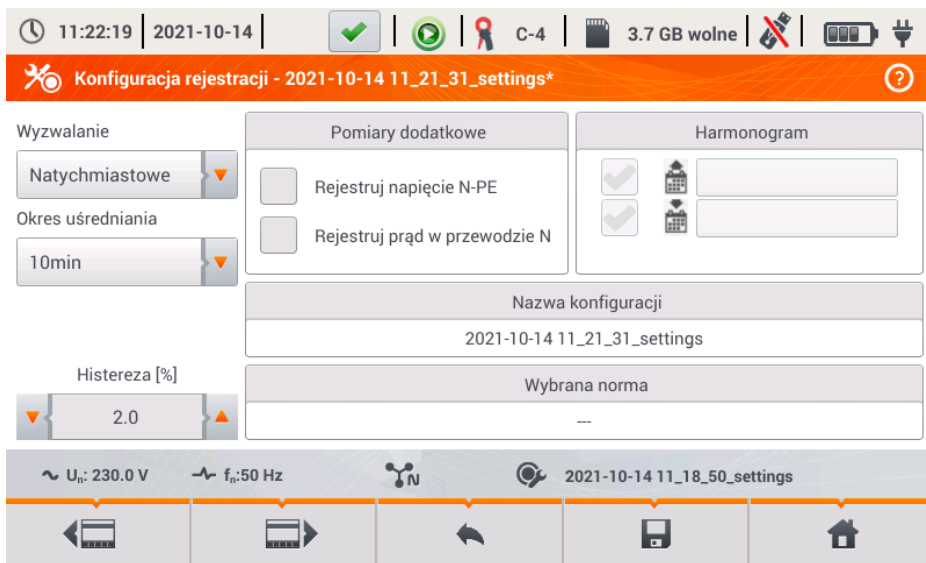 11:22:19 2021-10-14 C-4 3.7 GB wolne
Konfiguracja rejestracji - 2021-10-14 11_21_31_settings*
Wyzwalanie
Natychmiastowe
Okres uśredniania
10min
Histereza [%]
2.0
Pomiary dodatkowe
Rejestruj napięcie N-PE
Rejestruj prąd w przewodzie N
Harmonogram
Nazwa konfiguracji
2021-10-14 11_21_31_settings
Wybrana norma
---
Un: 230.0 V fn:50 Hz N 2021-10-14 11_18_50_settings